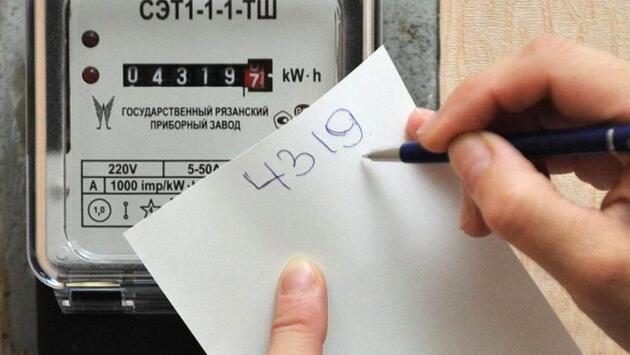 СЭТ1-1-1-ТШ
043197 kW·h
ГОСУДАРСТВЕННЫЙ РЯЗАНСКИЙ
ПРИБОРНЫЙ ЗАВОД
220V 5-50A
A 1000 imp/kW·
1,0
4319